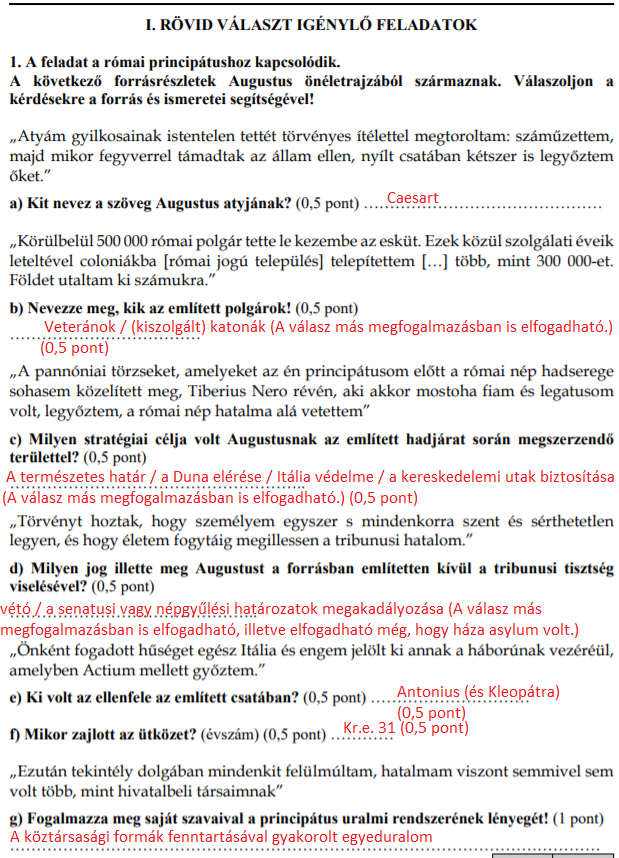 I. RÖVID VÁLASZT IGÉNYLŐ FELADATOK
1. A feladat a római principátushoz kapcsolódik.
A következő forrásrészletek Augustus önéletrajzából származnak. Válaszoljon a
kérdésekre a forrás és ismeretei segítségével!
„Atyám gyilkosainak istentelen tettét törvényes ítélettel megtoroltam: száműzettem,
majd mikor fegyverrel támadtak az állam ellen, nyílt csatában kétszer is legyőztem
őket.”
a) Kit nevez a szöveg Augustus atyjának? (0,5 pont) ........ Caesart ........
„Körülbelül 500 000 római polgár tette le kezembe az esküt. Ezek közül szolgálati éveik
leteltével coloniákba [római jogú település] telepítettem […] több, mint 300 000-et.
Földet utaltam ki számukra.”
b) Nevezze meg, kik az említett polgárok! (0,5 pont)
Veteránok / (kiszolgált) katonák (A válasz más megfogalmazásban is elfogadható.)
(0,5 pont)
„A pannóniai törzseket, amelyeket az én principátusom előtt a római nép hadserege
sohasem közelített meg, Tiberius Nero révén, aki akkor mostoha fiam és legatusom
volt, legyőztem, a római nép hatalma alá vetettem”
c) Milyen stratégiai célja volt Augustusnak az említett hadjárat során megszerzendő
területtel? (0,5 pont)
A természetes határ / a Duna elérése / Itália védelme / a kereskedelemi utak biztosítása
(A válasz más megfogalmazásban is elfogadható.) (0,5 pont)
„Törvényt hoztak, hogy személyem egyszer s mindenkorra szent és sérthetetlen
legyen, és hogy életem fogytáig megillessen a tribunusi hatalom.”
d) Milyen jog illette meg Augustust a forrásban említetten kívül a tribunusi tisztség
viselésével? (0,5 pont)
vétó / a senatusi vagy népgyűlési határozatok megakadályozása (A válasz más
megfogalmazásban is elfogadható, illetve elfogadható még, hogy háza asylum volt.)
„Önként fogadott hűséget egész Itália és engem jelölt ki annak a háborúnak vezéréül,
amelyben Actium mellett győztem.”
e) Ki volt az ellenfele az említett csatában? (0,5 pont) ........ Antonius (és Kleopátra)
(0,5 pont)
f) Mikor zajlott az ütközet? (évszám) (0,5 pont) ........ Kr.e. 31 (0,5 pont)
„Ezután tekintély dolgában mindenkit felülmúltam, hatalmam viszont semmivel sem
volt több, mint hivatalbeli társaimnak”
g) Fogalmazza meg saját szavaival a principátus uralmi rendszerének lényegét! (1 pont)
A köztársasági formák fenntartásával gyakorolt egyeduralom